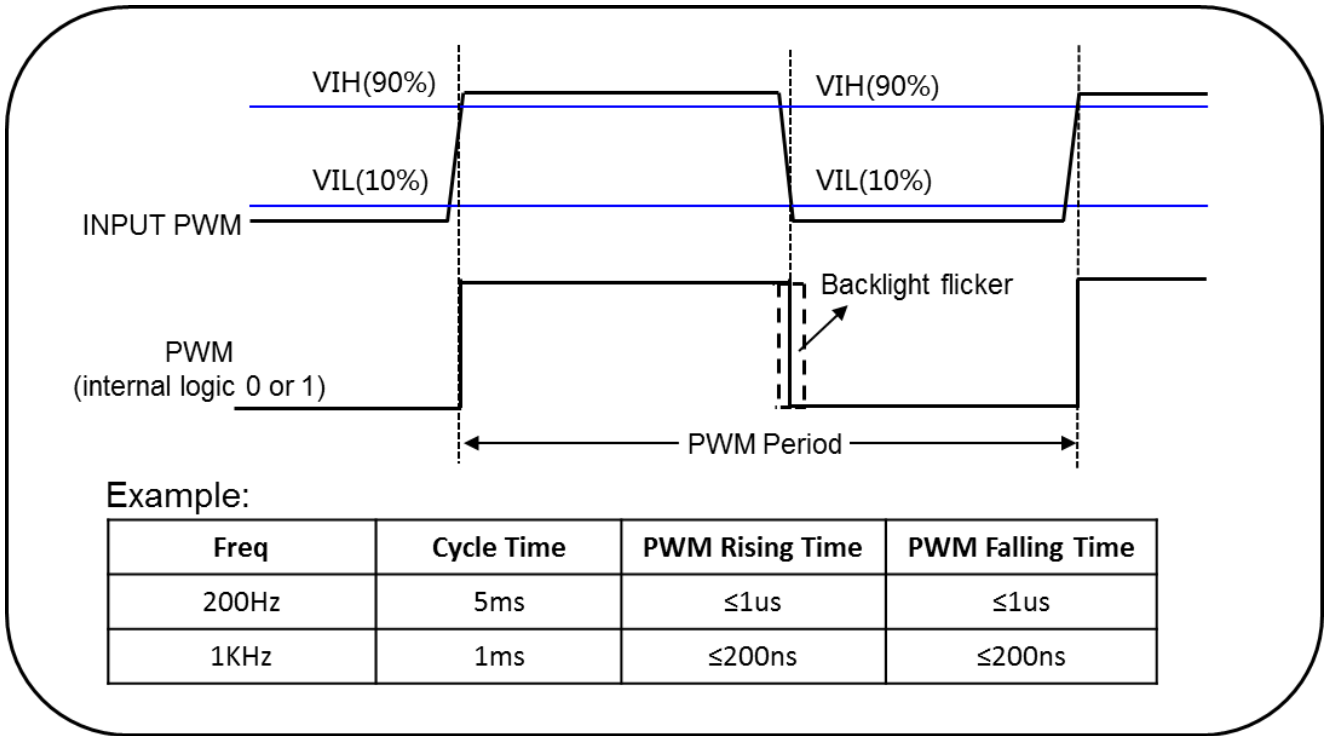 VIH(90%) VIH(90%)
VIL(10%) VIL(10%)
INPUT PWM
Backlight flicker
PWM
(internal logic 0 or 1)
PWM Period
Example:
Freq Cycle Time PWM Rising Time PWM Falling Time
200Hz 5ms ≤1us ≤1us
1KHz 1ms ≤200ns ≤200ns